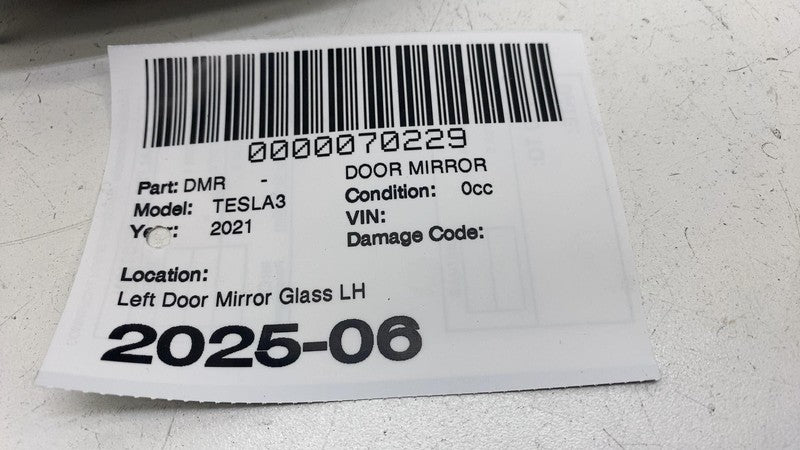 0000070229
Part: DMR - DOOR MIRROR
Model: TESLA3 Condition: 0cc
Year: 2021 VIN:
Damage Code:
Location:
Left Door Mirror Glass LH
2025-06